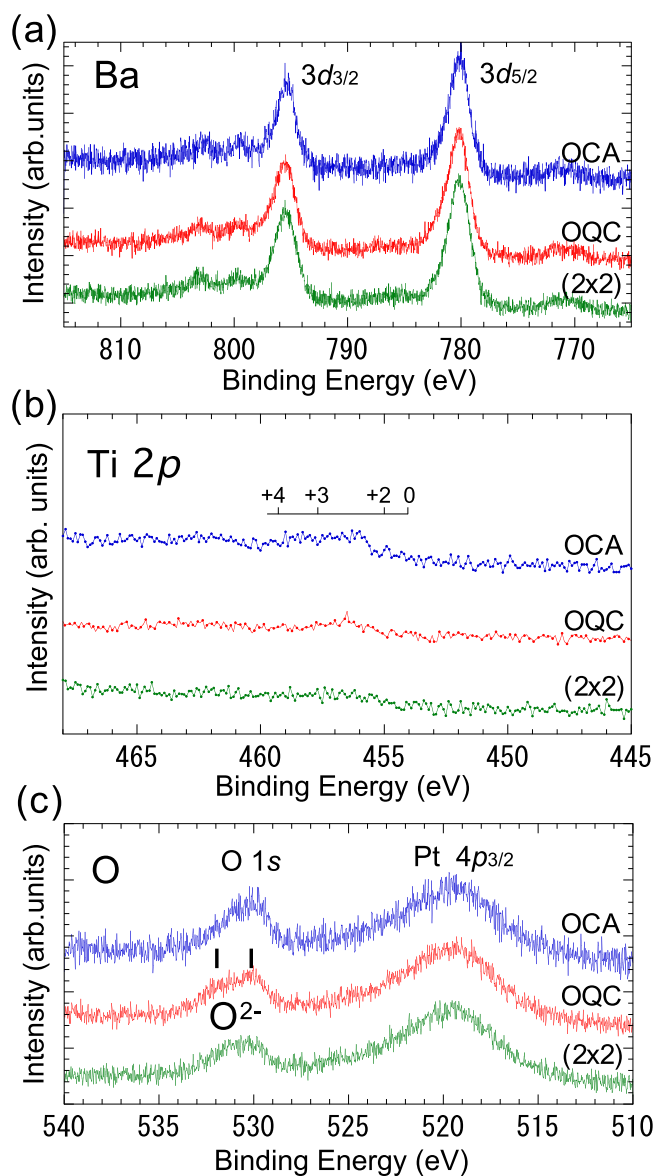 (a)
Ba
3d3/2
3d5/2
OCA
OQC
(2x2)
Intensity (arb.units)
810 800 790 780 770
Binding Energy (eV)
(b)
Ti 2p
+4 +3 +2 0
OCA
OQC
(2x2)
Intensity (arb. units)
465 460 455 450 445
Binding Energy (eV)
(c)
O
O 1s
Pt 4p3/2
OCA
OQC
O2-
(2x2)
Intensity (arb.units)
540 535 530 525 520 515 510
Binding Energy (eV)